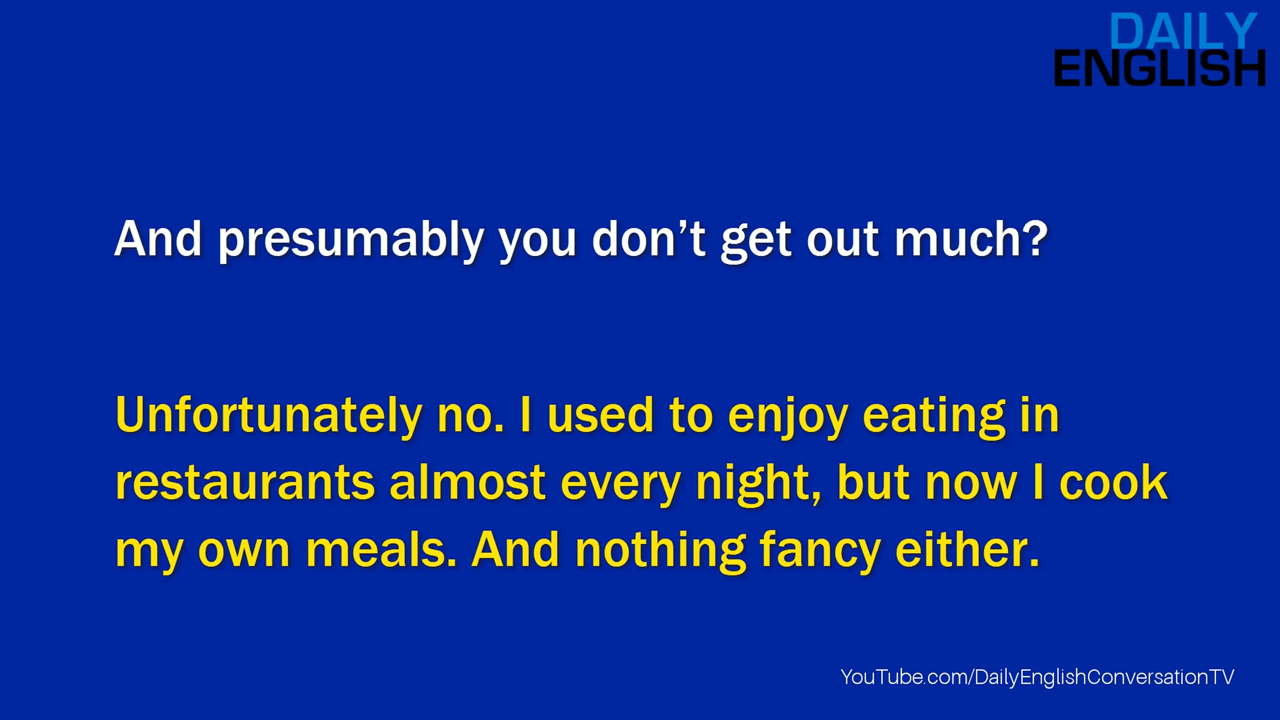 DAILY
ENGLISH
And presumably you don’t get out much?
Unfortunately no. I used to enjoy eating in
restaurants almost every night, but now I cook
my own meals. And nothing fancy either.
YouTube.com/DailyEnglishConversationTV